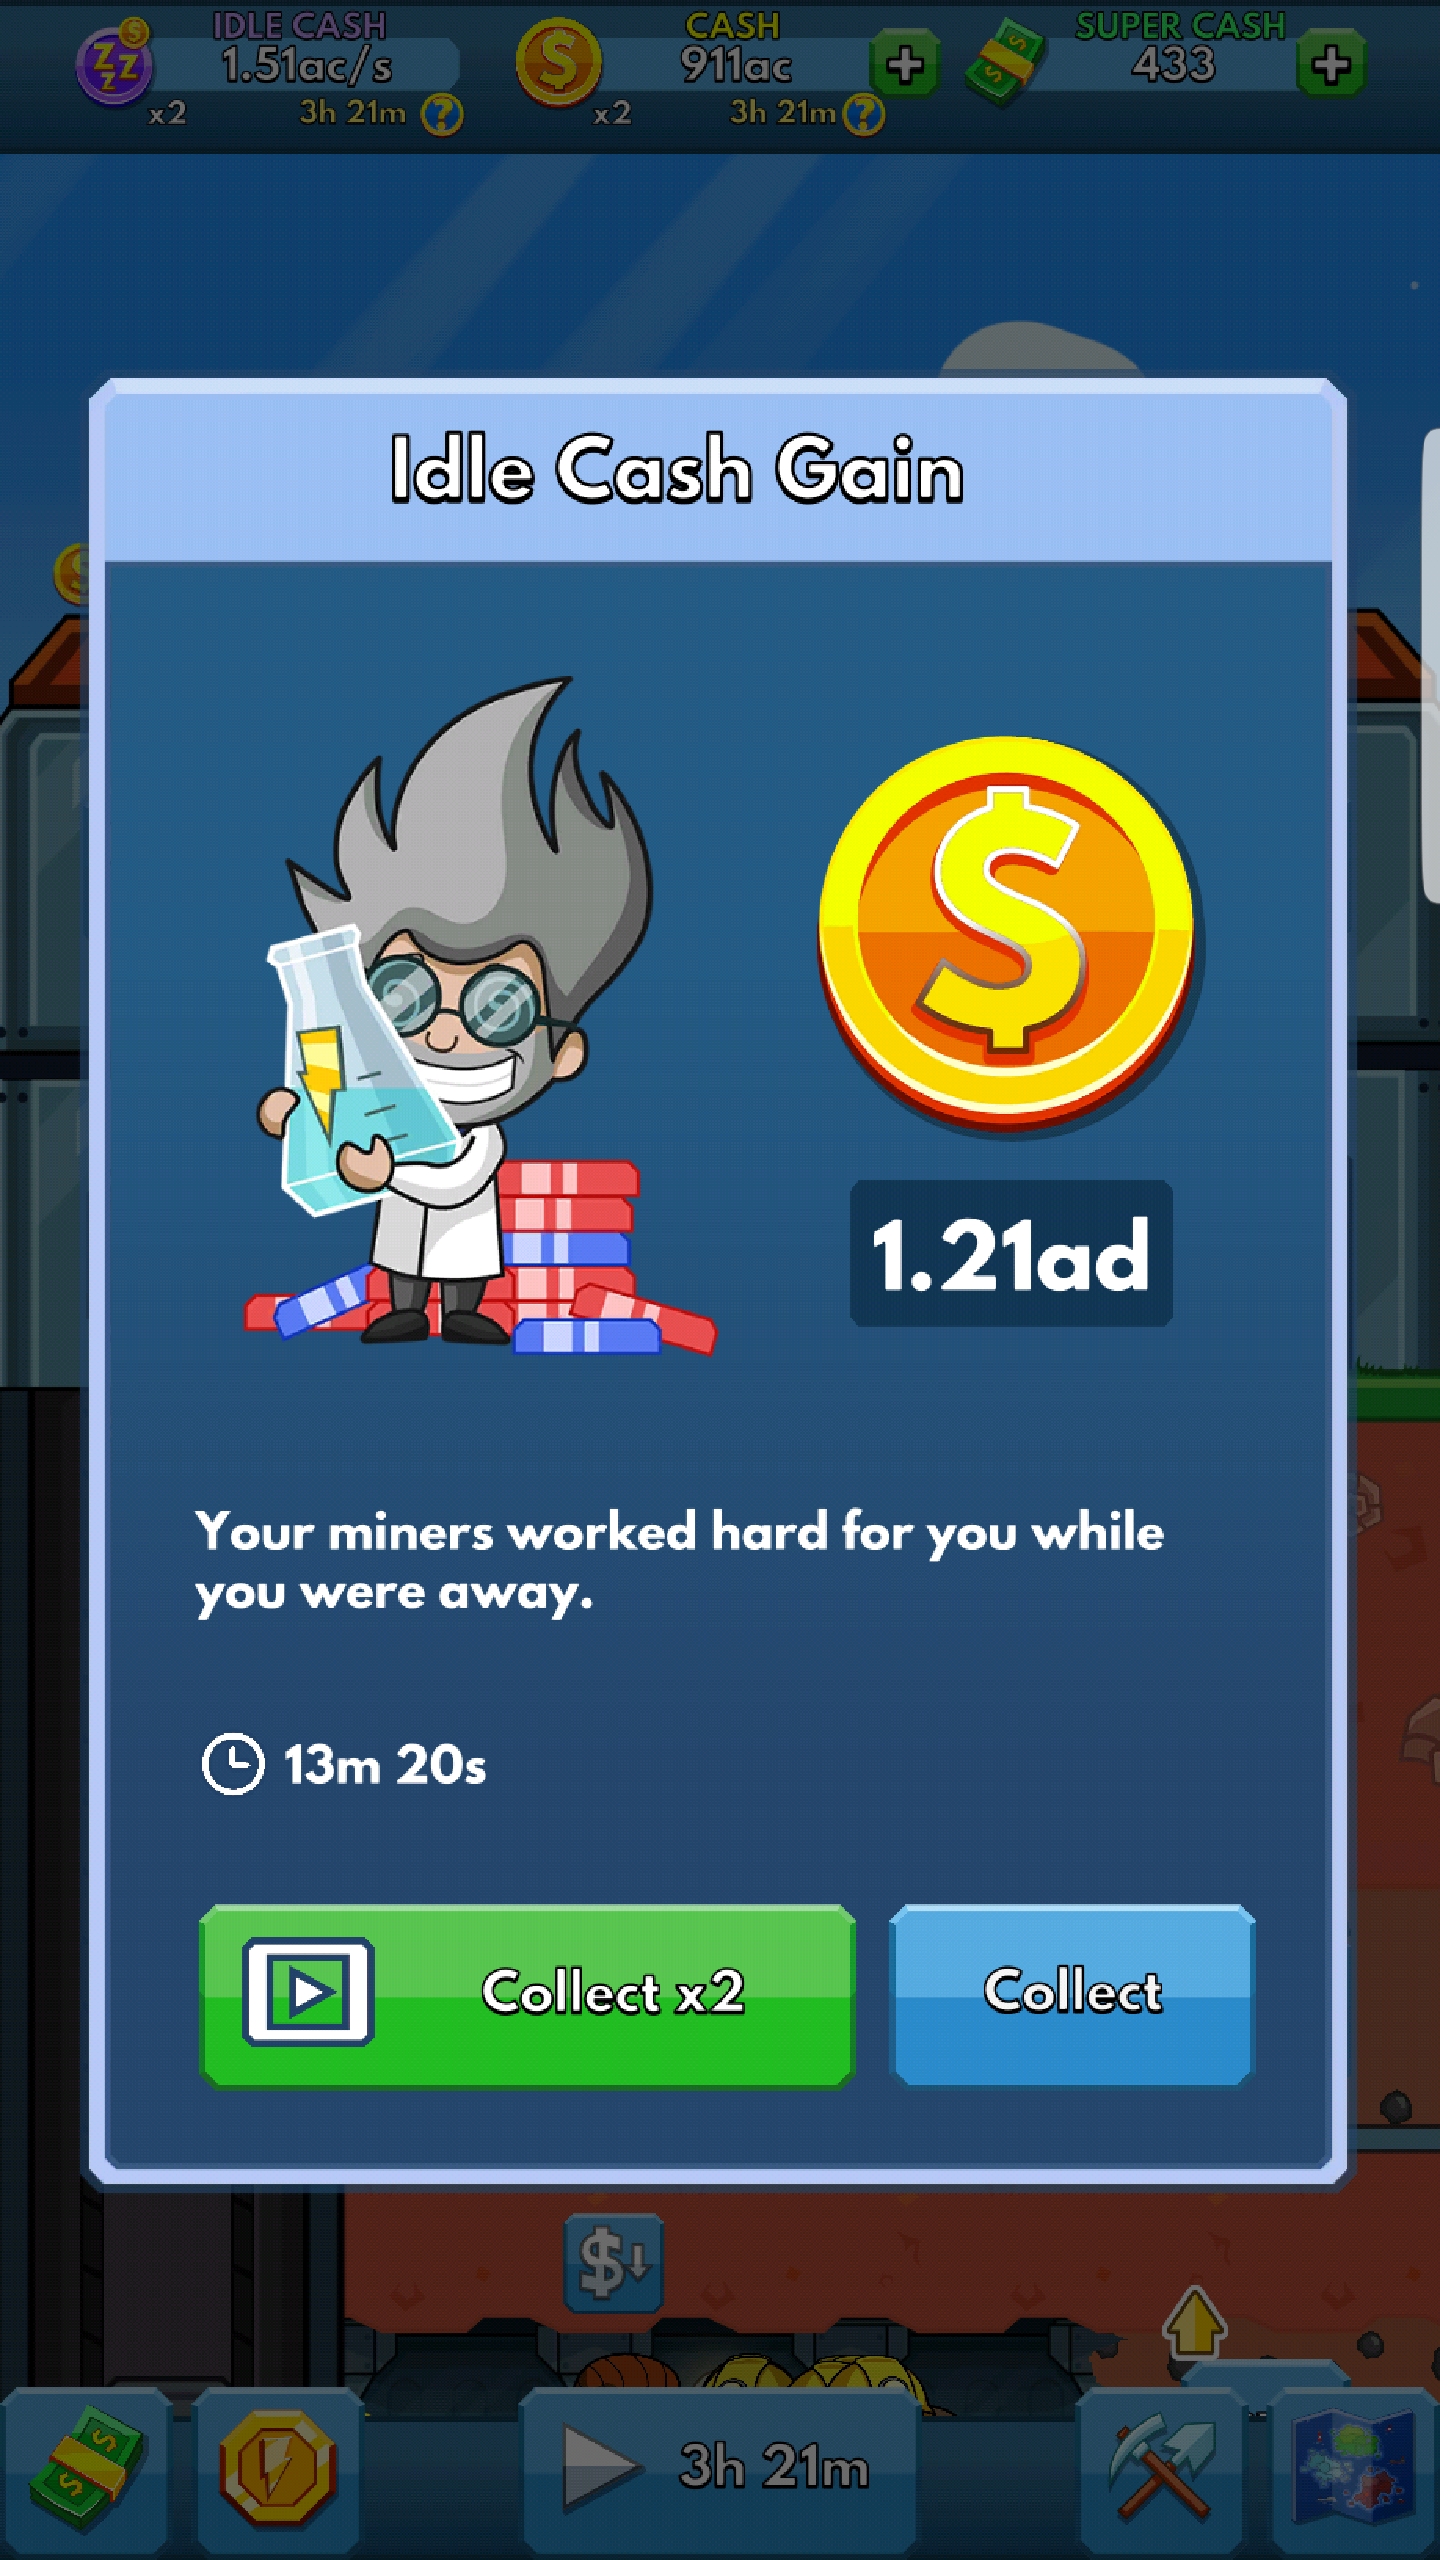 IDLE CASH
1.51ac/s
x2
3h 21m
?
CASH
911ac
x2
3h 21m
?
SUPER CASH
433
Idle Cash Gain
1.21ad
Your miners worked hard for you while
you were away.
13m 20s
Collect x2
Collect
3h 21m